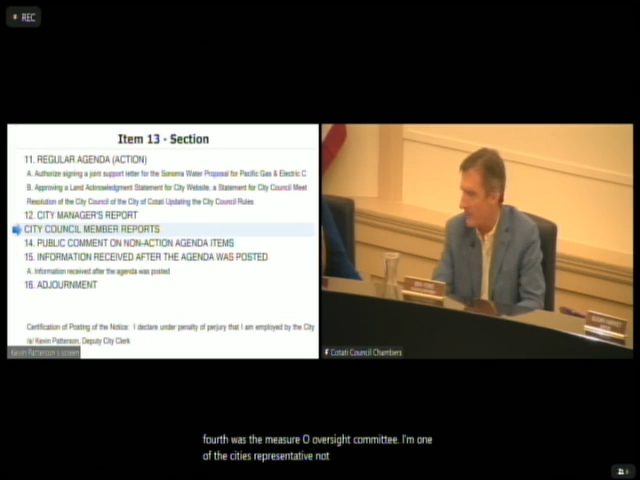 REC
Item 13 - Section
11. REGULAR AGENDA (ACTION)
A. Authorize signing a joint support letter for the Sonoma Water Proposal for Pacific Gas & Electric C
B. Approving a Land Acknowledgment Statement for City Website, a Statement for City Council Meet
Resolution of the City Council of the City of Cotati Updating the City Council Rules
12. CITY MANAGER'S REPORT
CITY COUNCIL MEMBER REPORTS
14. PUBLIC COMMENT ON NON-ACTION AGENDA ITEMS
15. INFORMATION RECEIVED AFTER THE AGENDA WAS POSTED
A. Information received after the agenda was posted
16. ADJOURNMENT
Certification of Posting of the Notice: I declare under penalty of perjury that I am employed by the City
/s/ Kevin Patterson, Deputy City Clerk
Kevin Patterson's screen
Cotati Council Chambers
fourth was the measure O oversight committee. I'm one
of the cities representative not